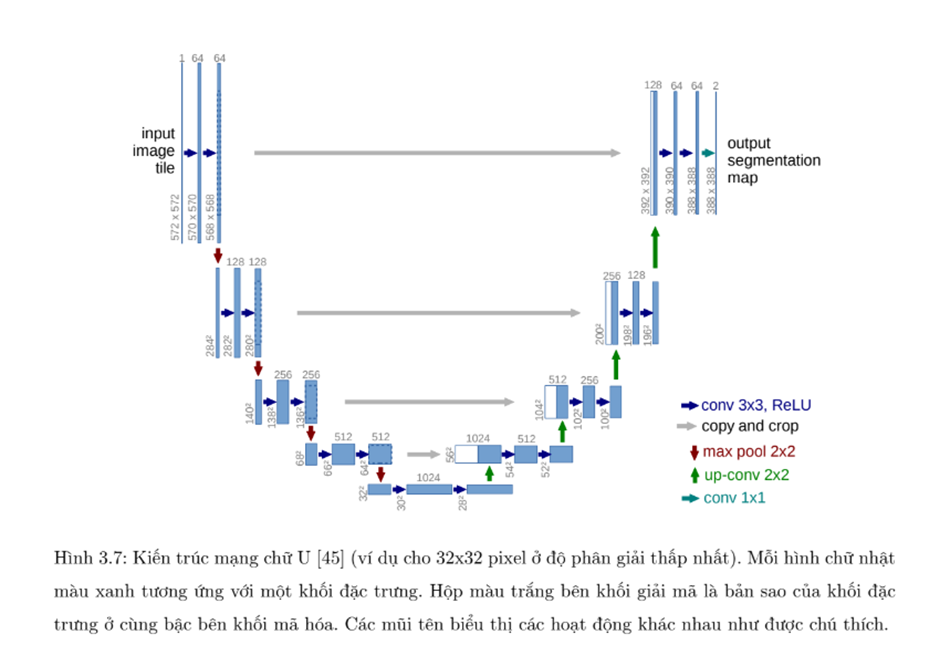 1 64 64
128 64 64 2
input
image
tile
output
segmentation
map
572 x 572
570 x 570
568 x 568
392 x 392
390 x 390
388 x 388
388 x 388
128 128
256 128
284²
282²
280²
200²
198²
196²
256 256
512 256
140²
138²
136²
104²
102²
100²
conv 3x3, ReLU
copy and crop
max pool 2x2
up-conv 2x2
conv 1x1
512 512
1024 512
68²
66²
64²
56²
54²
52²
1024
32²
30²
28²
Hình 3.7: Kiến trúc mạng chữ U [45] (ví dụ cho 32x32 pixel ở độ phân giải thấp nhất). Mỗi hình chữ nhật
màu xanh tương ứng với một khối đặc trưng. Hộp màu trắng bên khối giải mã là bản sao của khối đặc
trưng ở cùng bậc bên khối mã hóa. Các mũi tên biểu thị các hoạt động khác nhau như được chú thích.